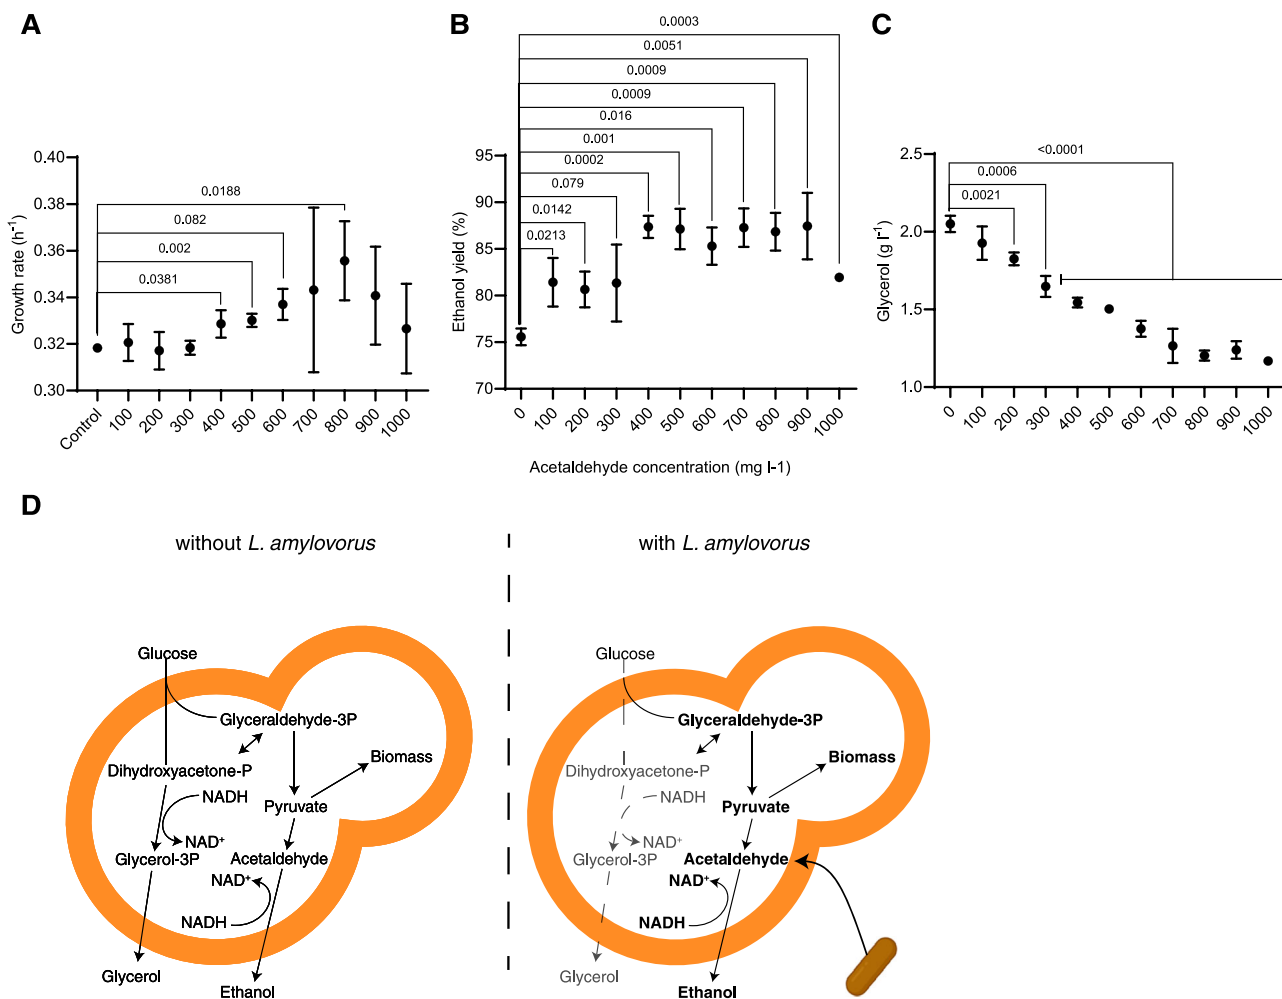 A
0.40
0.38
0.36
0.34
0.32
0.30
Growth rate (h⁻¹)
0.0188
0.082
0.002
0.0381
Control
100
200
300
400
500
600
700
800
900
1000
B
95
90
85
80
75
70
Ethanol yield (%)
0.0003
0.0051
0.0009
0.0009
0.016
0.001
0.0002
0.079
0.0142
0.0213
0
100
200
300
400
500
600
700
800
900
1000
Acetaldehyde concentration (mg l-1)
C
2.5
2.0
1.5
1.0
Glycerol (g l⁻¹)
<0.0001
0.0006
0.0021
0
100
200
300
400
500
600
700
800
900
1000
D
without L. amylovorus
Glucose
Glyceraldehyde-3P
Biomass
Dihydroxyacetone-P
NADH
Pyruvate
NAD⁺
Glycerol-3P
Acetaldehyde
NAD⁺
NADH
Glycerol
Ethanol
with L. amylovorus
Glucose
Glyceraldehyde-3P
Biomass
Dihydroxyacetone-P
NADH
Pyruvate
NAD⁺
Glycerol-3P
Acetaldehyde
NAD⁺
NADH
Glycerol
Ethanol